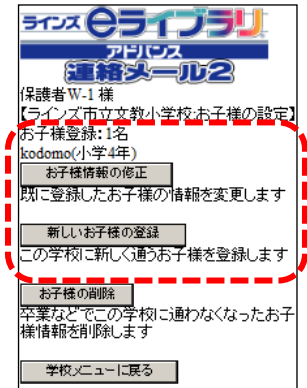 ラインズ eライブラリ
アドバンス
連絡メール2
保護者W-1 様
【ラインズ市立文教小学校:お子様の設定】
お子様登録: 1名
kodomo(小学4年)
お子様情報の修正
既に登録したお子様の情報を変更します
新しいお子様の登録
この学校に新しく通うお子様を登録します
お子様の削除
卒業などでこの学校に通わなくなったお子
様情報を削除します
学校メニューに戻る